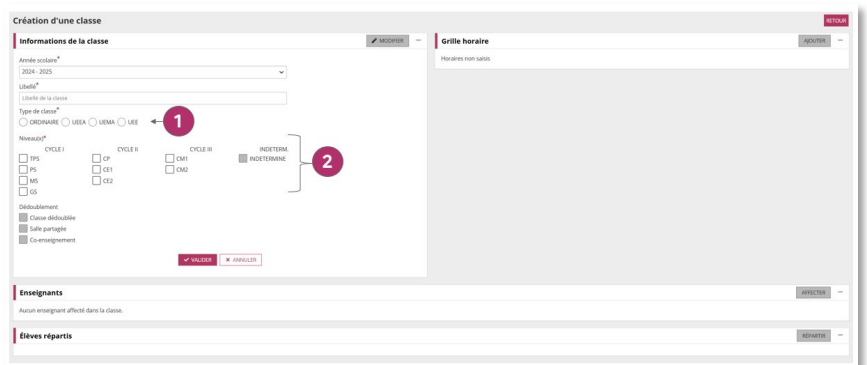 Création d'une classe
RETOUR
Informations de la classe
MODIFIER
Année scolaire*
2024 - 2025
Libellé*
Libellé de la classe
Type de classe*
ORDINAIRE UEEA UEMA UEE
1
Niveau(x)*
CYCLE I CYCLE II CYCLE III INDETERM.
TPS CP CM1 INDETERMINE
PS CE1 CM2
MS CE2
GS
2
Dédoublement
Classe dédoublée
Salle partagée
Co-enseignement
VALIDER ANNULER
Grille horaire
AJOUTER
Horaires non saisis
Enseignants
AFFECTER
Aucun enseignant affecté dans la classe.
Élèves répartis
RÉPARTIR